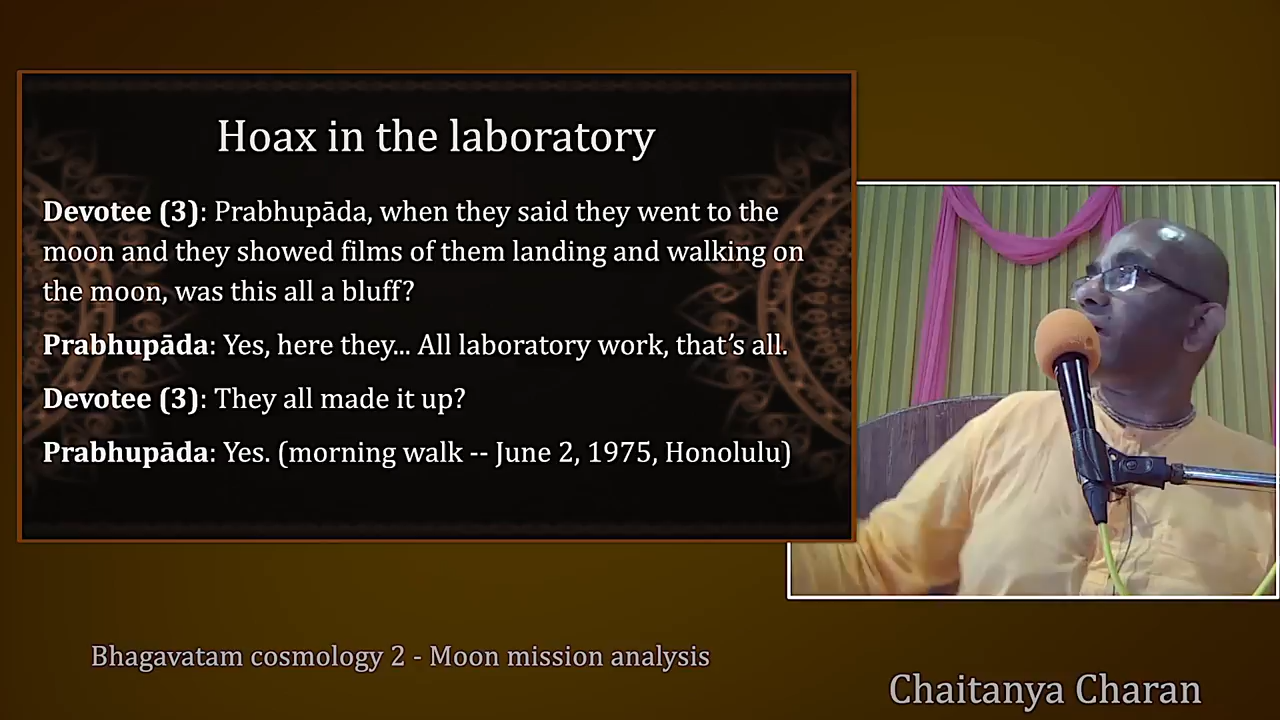 Hoax in the laboratory
Devotee (3): Prabhupāda, when they said they went to the
moon and they showed films of them landing and walking on
the moon, was this all a bluff?
Prabhupāda: Yes, here they... All laboratory work, that’s all.
Devotee (3): They all made it up?
Prabhupāda: Yes. (morning walk -- June 2, 1975, Honolulu)
Bhagavatam cosmology 2 - Moon mission analysis
Chaitanya Charan